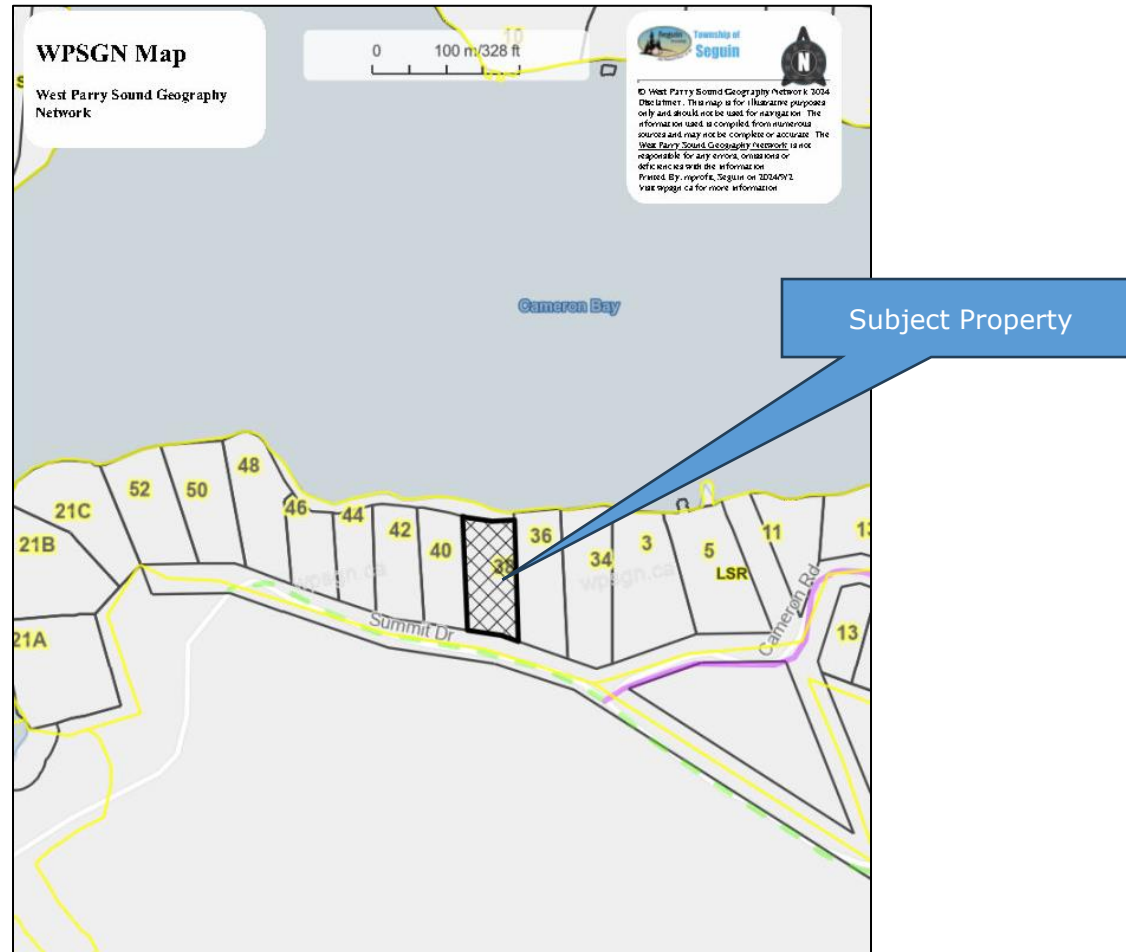 WPSGN Map
West Parry Sound Geography
Network
0 100 m/328 ft
10
Township of
Seguin
N
© West Parry Sound Geography Network 2024
Disclaimer. This map is for illustrative purposes
only and should not be used for navigation. The
information used is compiled from numerous
sources and may not be complete or accurate. The
West Parry Sound Geography Network is not
responsible for any errors, omissions or
deficiencies with the information
Printed By: mprofit, Seguin on
Visit wpsgn.ca for more information
Cameron Bay
Subject Property
48
52
50
21C
46
44
42
40
38
36
34
3
5
11
21B
LSR
wpsgn.ca
wpsgn.ca
Cameron Rd
Summit Dr
21A
13